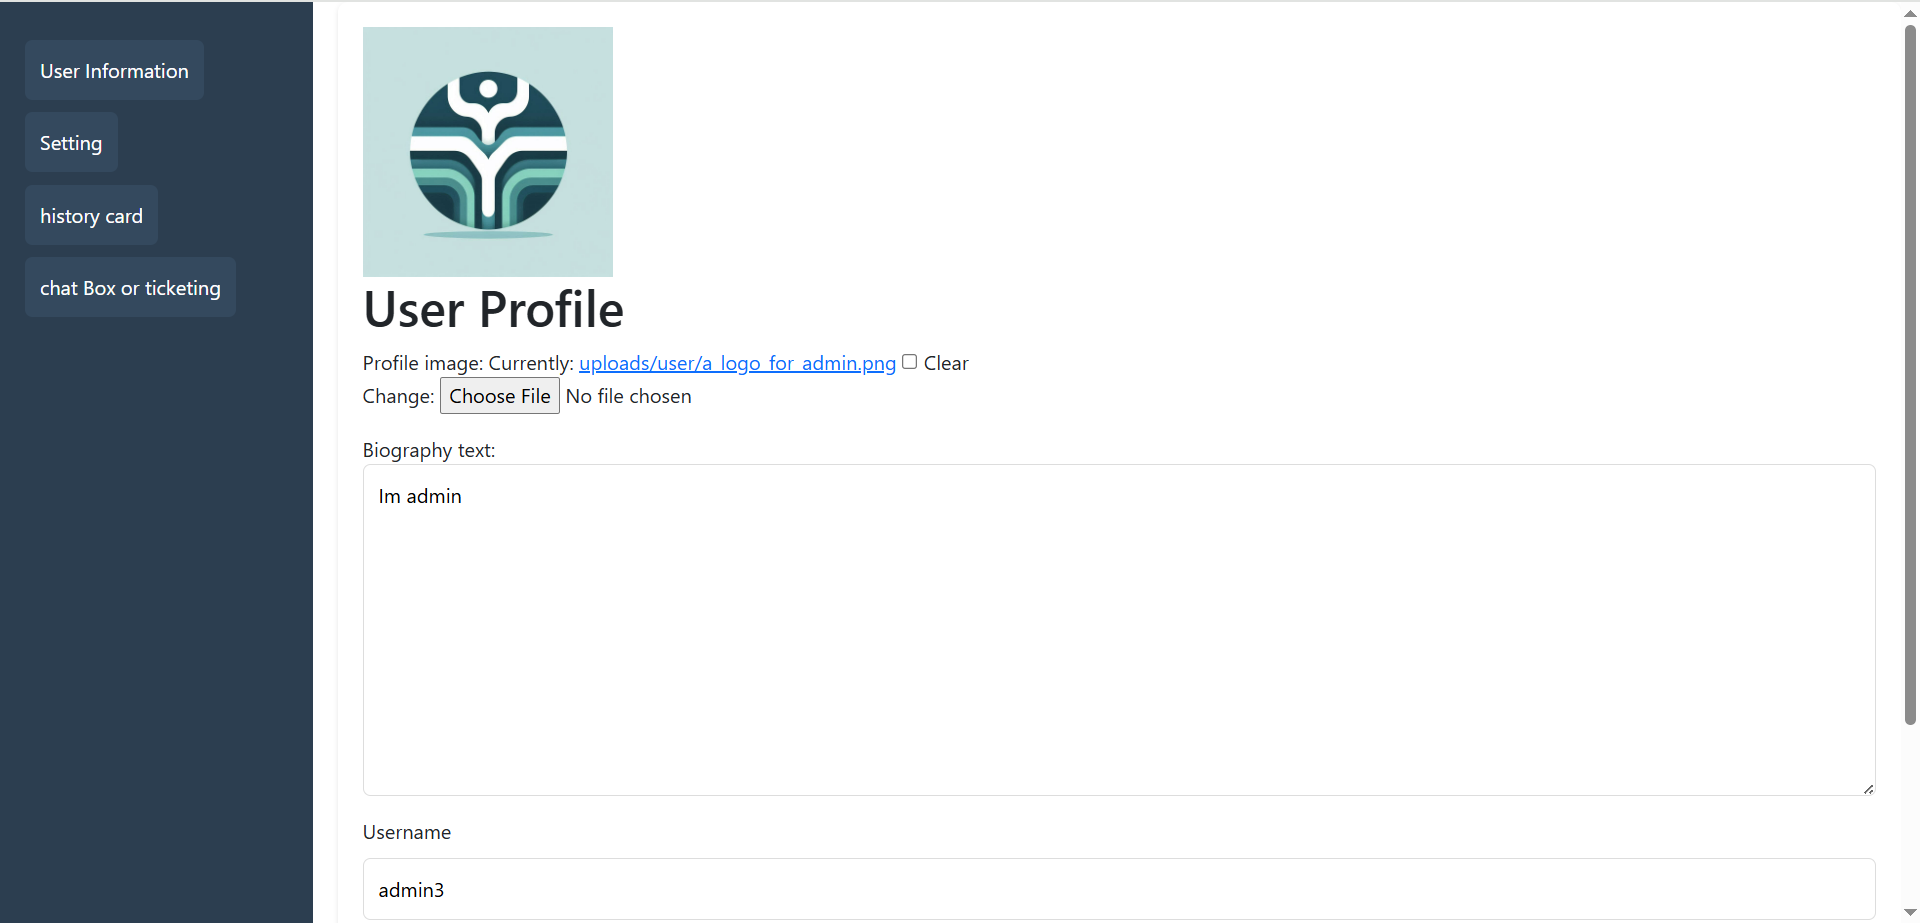 User Information
Setting
history card
chat Box or ticketing
User Profile
Profile image: Currently: uploads/user/a_logo_for_admin.png Clear
Change: Choose File No file chosen
Biography text:
Im admin
Username
admin3